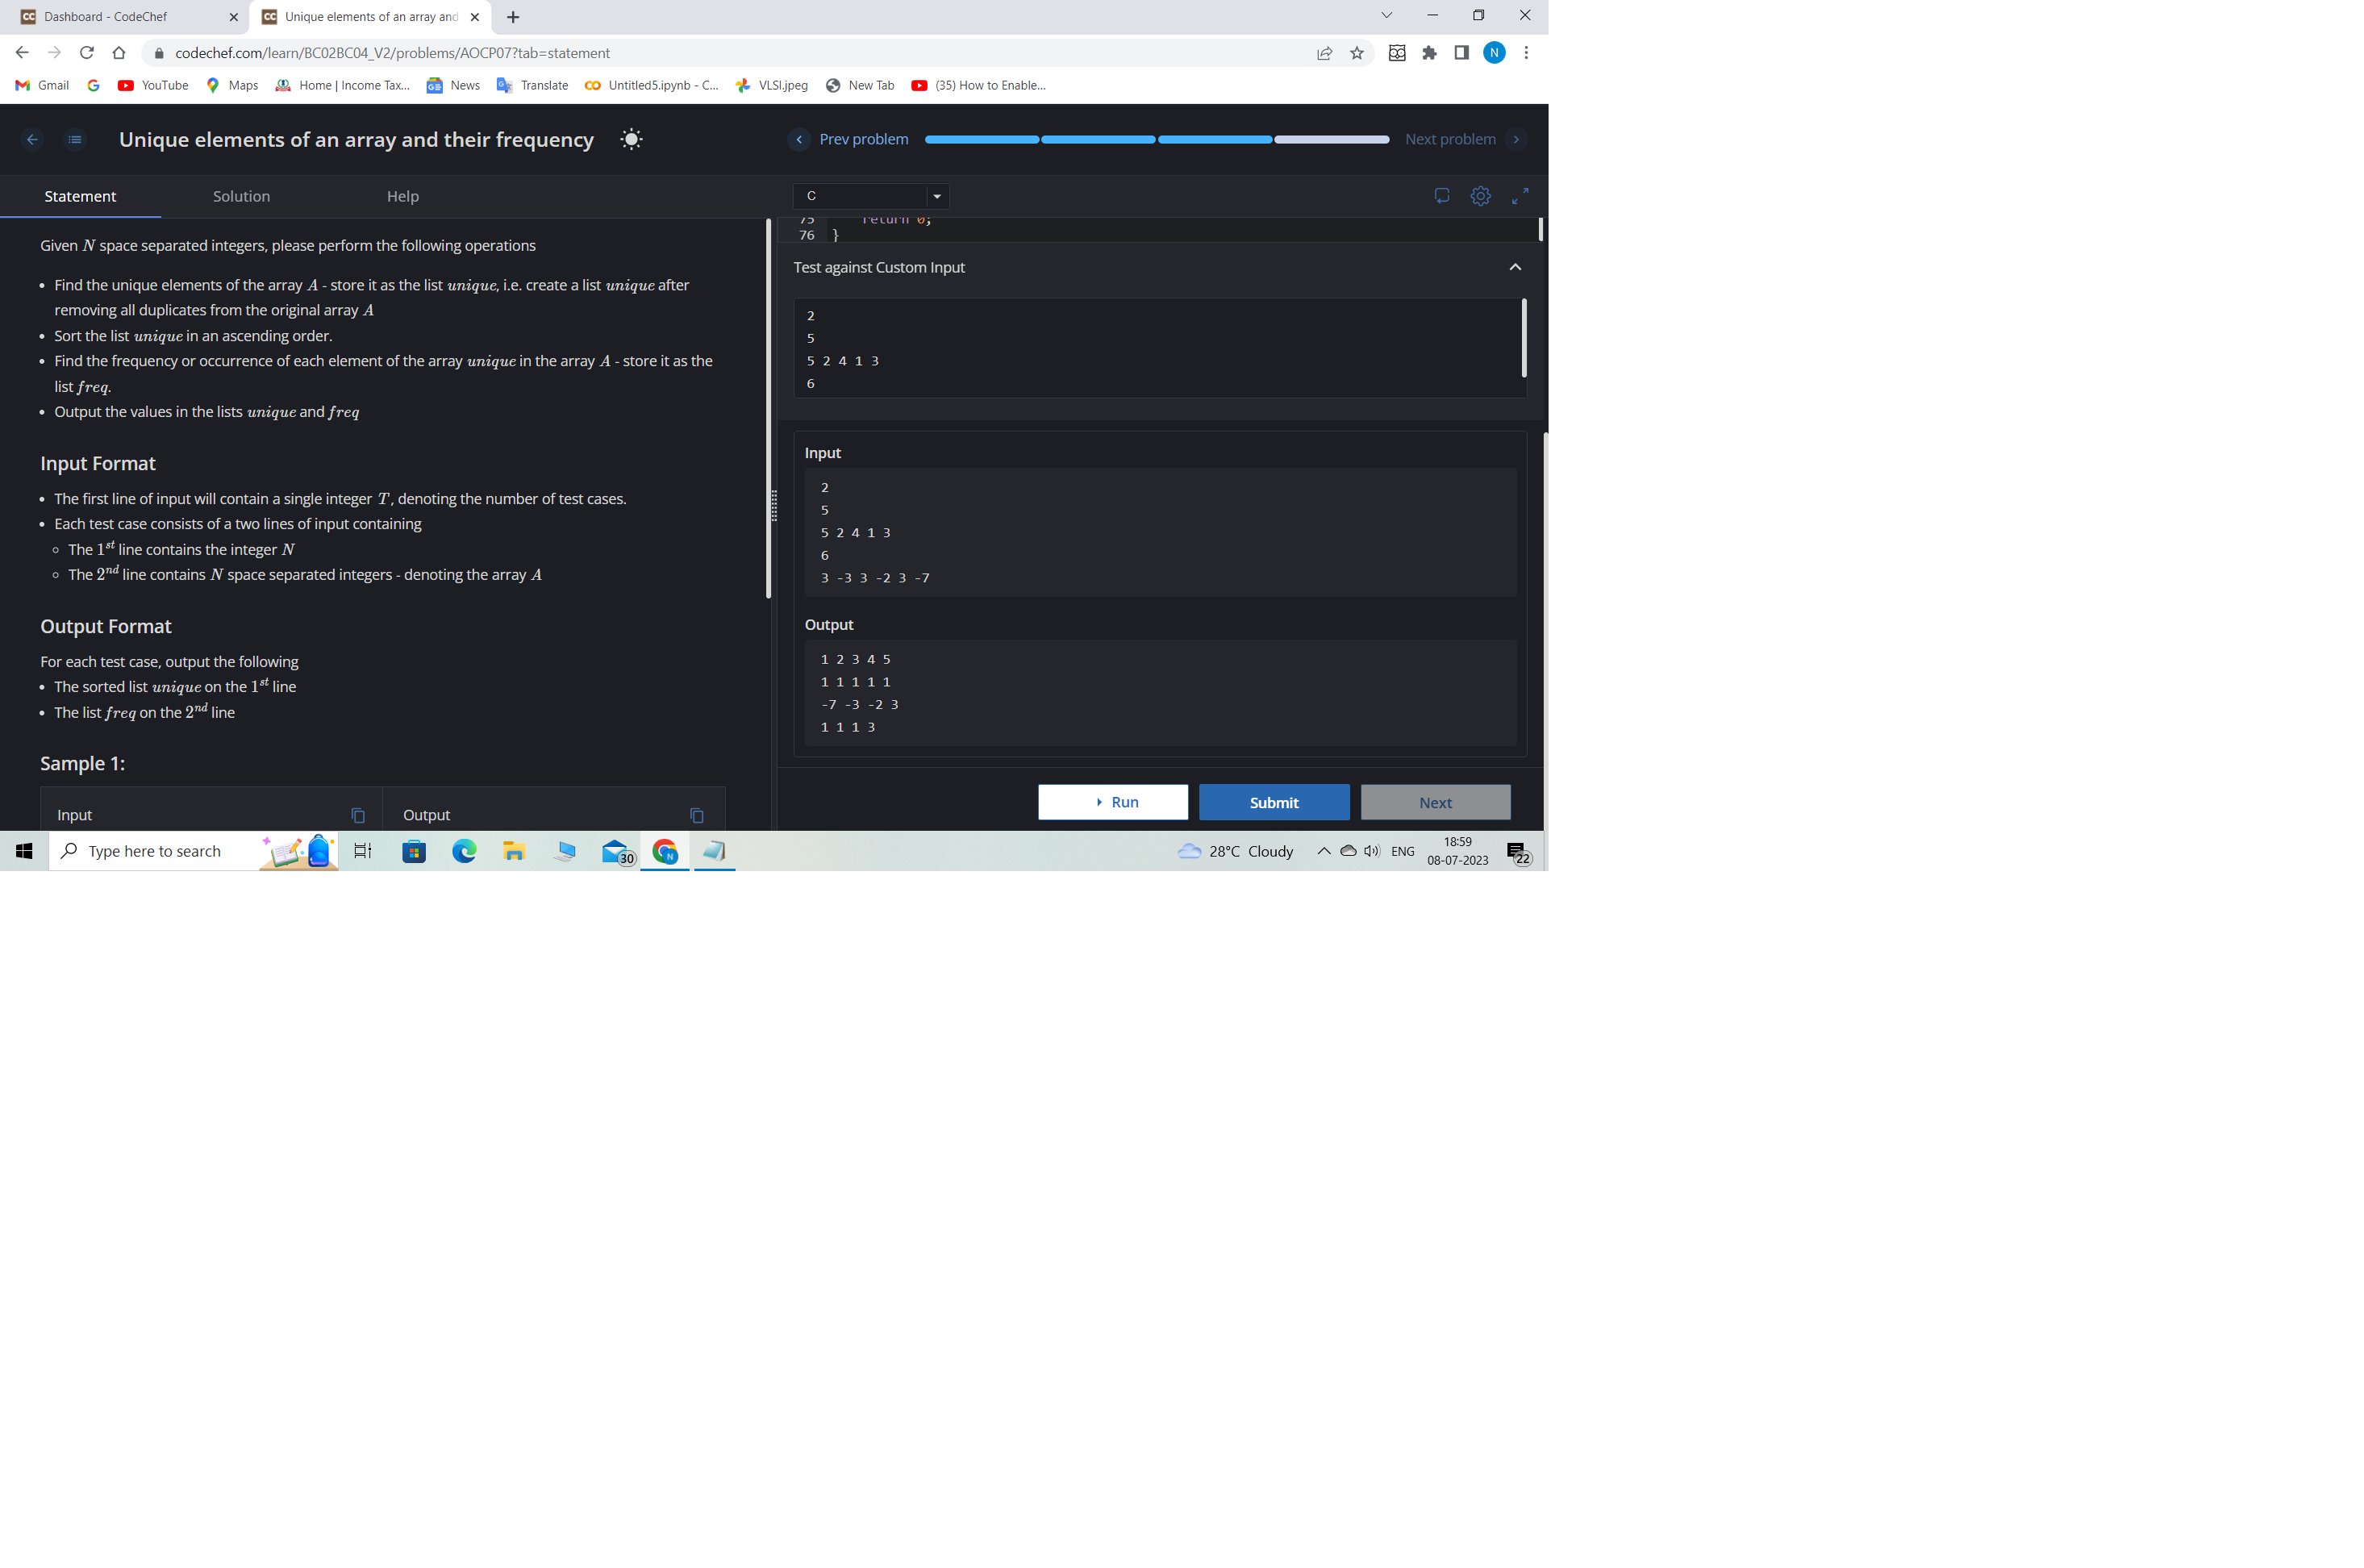 Dashboard - CodeChef
Unique elements of an array and
codechef.com/learn/BC02BC04_V2/problems/AOCP07?tab=statement
N
Gmail
YouTube
Maps
Home | Income Tax...
News
Translate
Untitled5.ipynb - C...
VLSI.jpeg
New Tab
(35) How to Enable...
Unique elements of an array and their frequency
Prev problem
Next problem
Statement Solution Help
Given N space separated integers, please perform the following operations
• Find the unique elements of the array A - store it as the list unique, i.e. create a list unique after
removing all duplicates from the original array A
• Sort the list unique in an ascending order.
• Find the frequency or occurrence of each element of the array unique in the array A - store it as the
list freq.
• Output the values in the lists unique and freq
Input Format
• The first line of input will contain a single integer T, denoting the number of test cases.
• Each test case consists of a two lines of input containing
◦ The 1st line contains the integer N
◦ The 2nd line contains N space separated integers - denoting the array A
Output Format
For each test case, output the following
• The sorted list unique on the 1st line
• The list freq on the 2nd line
Sample 1:
Input
Output
C
75 return 0;
76 }
Test against Custom Input
2
5
5 2 4 1 3
6
Input
2
5
5 2 4 1 3
6
3 -3 3 -2 3 -7
Output
1 2 3 4 5
1 1 1 1 1
-7 -3 -2 3
1 1 1 3
Run
Submit
Next
Type here to search
30
28°C Cloudy
ENG
18:59
08-07-2023
22